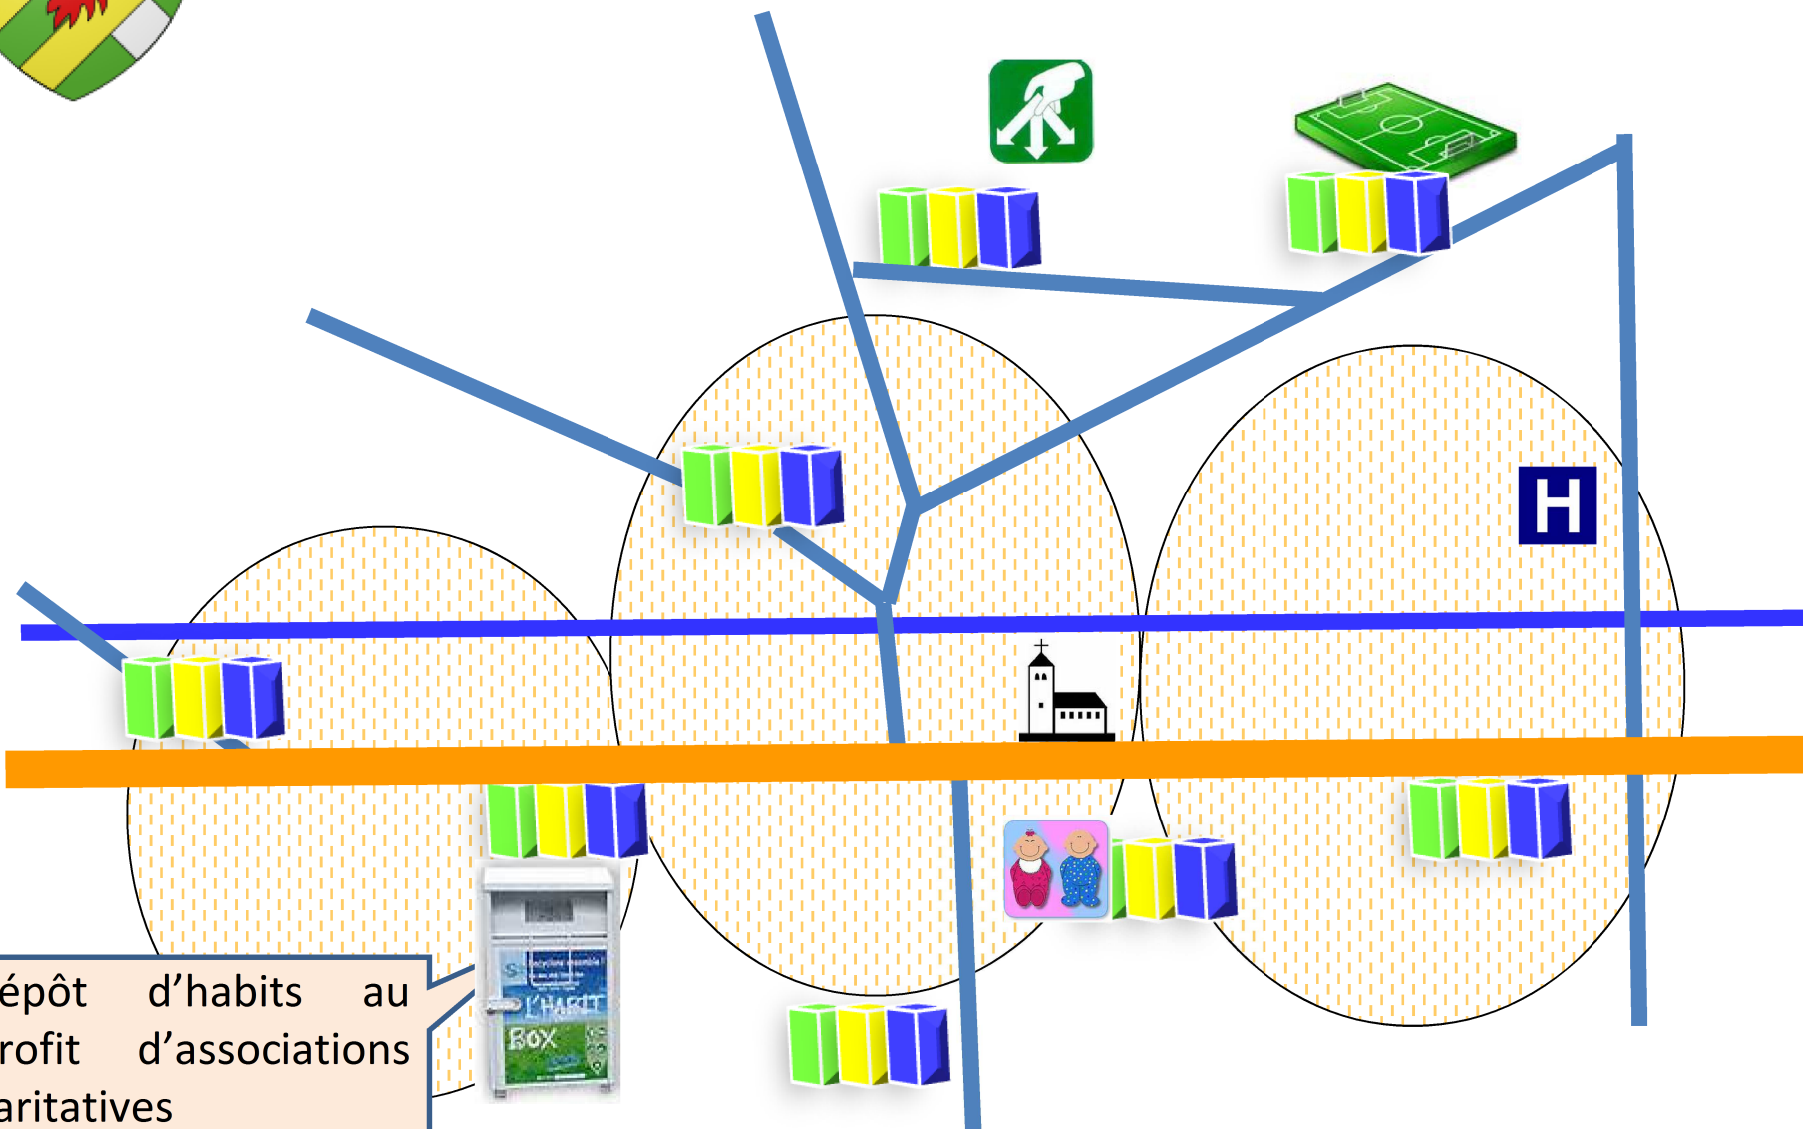 H
épôt d’habits au
rofit d’associations
aritatives
L'HABIT
BOX